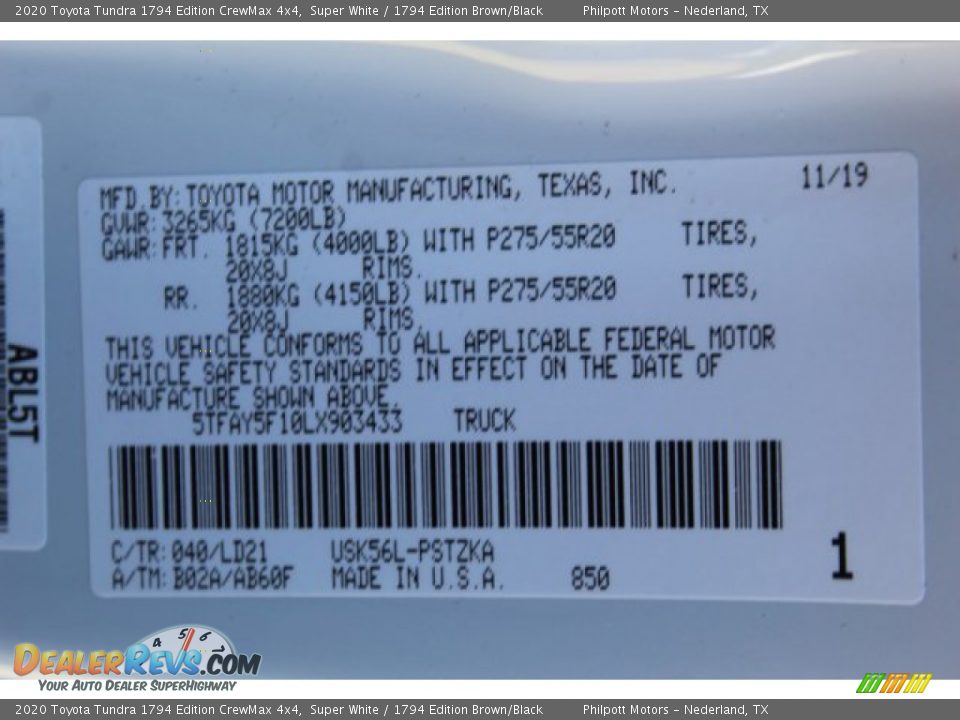 2020 Toyota Tundra 1794 Edition CrewMax 4x4, Super White / 1794 Edition Brown/Black Philpott Motors - Nederland, TX
MFD. BY: TOYOTA MOTOR MANUFACTURING, TEXAS, INC. 11/19
GVWR: 3265KG (7200LB)
GAWR: FRT. 1815KG (4000LB) WITH P275/55R20 TIRES,
20X8J RIMS.
RR. 1880KG (4150LB) WITH P275/55R20 TIRES,
20X8J RIMS.
THIS VEHICLE CONFORMS TO ALL APPLICABLE FEDERAL MOTOR
VEHICLE SAFETY STANDARDS IN EFFECT ON THE DATE OF
MANUFACTURE SHOWN ABOVE.
5TFAY5F10LX903433 TRUCK
ABL5T
C/TR: 040/LD21 USK56L-PSTZKA
A/TM: B02A/AB60F MADE IN U.S.A. 850
1
4 5 6
DEALERREVS.COM
YOUR AUTO DEALER SUPERHIGHWAY
2020 Toyota Tundra 1794 Edition CrewMax 4x4, Super White / 1794 Edition Brown/Black Philpott Motors - Nederland, TX